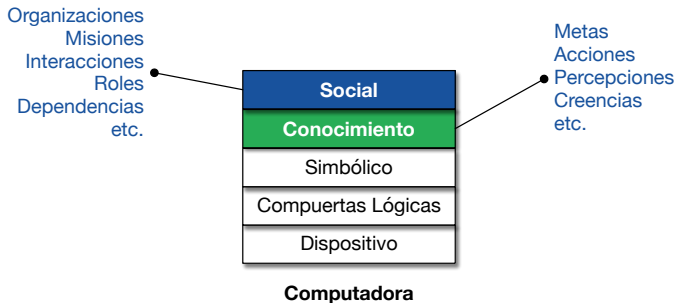 Organizaciones
Misiones
Interacciones
Roles
Dependencias
etc.
Metas
Acciones
Percepciones
Creencias
etc.
Social
Conocimiento
Simbólico
Compuertas Lógicas
Dispositivo
Computadora